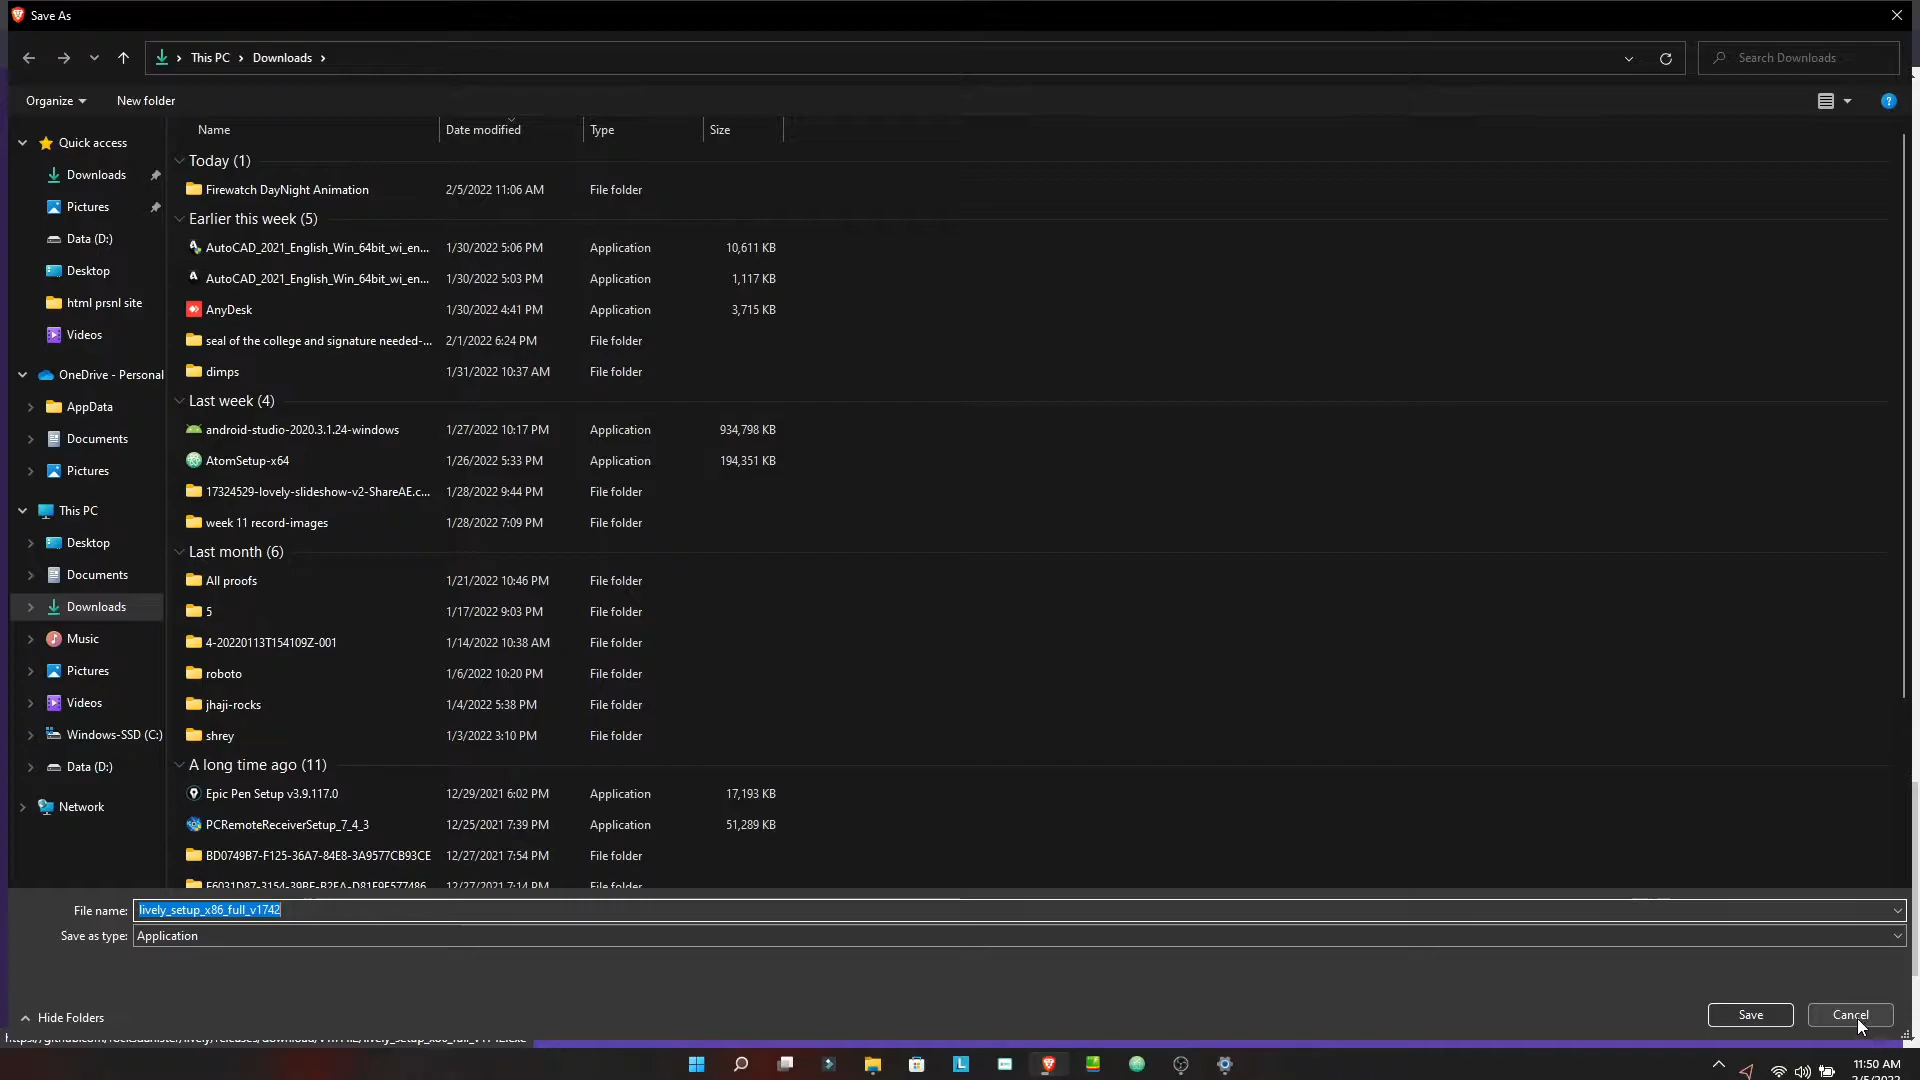 Save As
This PC > Downloads >
Search Downloads
Organize
New folder
Name
Date modified
Type
Size
Quick access
Downloads
Pictures
Data (D:)
Desktop
html prsnl site
Videos
OneDrive - Personal
AppData
Documents
Pictures
This PC
Desktop
Documents
Downloads
Music
Pictures
Videos
Windows-SSD (C:)
Data (D:)
Network
Today (1)
Firewatch DayNight Animation 2/5/2022 11:06 AM File folder
Earlier this week (5)
AutoCAD_2021_English_Win_64bit_wi_en... 1/30/2022 5:06 PM Application 10,611 KB
AutoCAD_2021_English_Win_64bit_wi_en... 1/30/2022 5:03 PM Application 1,117 KB
AnyDesk 1/30/2022 4:41 PM Application 3,715 KB
seal of the college and signature needed-... 2/1/2022 6:24 PM File folder
dimps 1/31/2022 10:37 AM File folder
Last week (4)
android-studio-2020.3.1.24-windows 1/27/2022 10:17 PM Application 934,798 KB
AtomSetup-x64 1/26/2022 5:33 PM Application 194,351 KB
17324529-lovely-slideshow-v2-ShareAE.c... 1/28/2022 9:44 PM File folder
week 11 record-images 1/28/2022 7:09 PM File folder
Last month (6)
All proofs 1/21/2022 10:46 PM File folder
5 1/17/2022 9:03 PM File folder
4-20220113T154109Z-001 1/14/2022 10:38 AM File folder
roboto 1/6/2022 10:20 PM File folder
jhaji-rocks 1/4/2022 5:38 PM File folder
shrey 1/3/2022 3:10 PM File folder
A long time ago (11)
Epic Pen Setup v3.9.117.0 12/29/2021 6:02 PM Application 17,193 KB
PCRemoteReceiverSetup_7_4_3 12/25/2021 7:39 PM Application 51,289 KB
BD0749B7-F125-36A7-84E8-3A9577CB93CE 12/27/2021 7:54 PM File folder
12/27/2021 7:14 PM File folder
File name: lively_setup_x86_full_v1742
Save as type: Application
Hide Folders
Save
Cancel
11:50 AM
2/5/2022